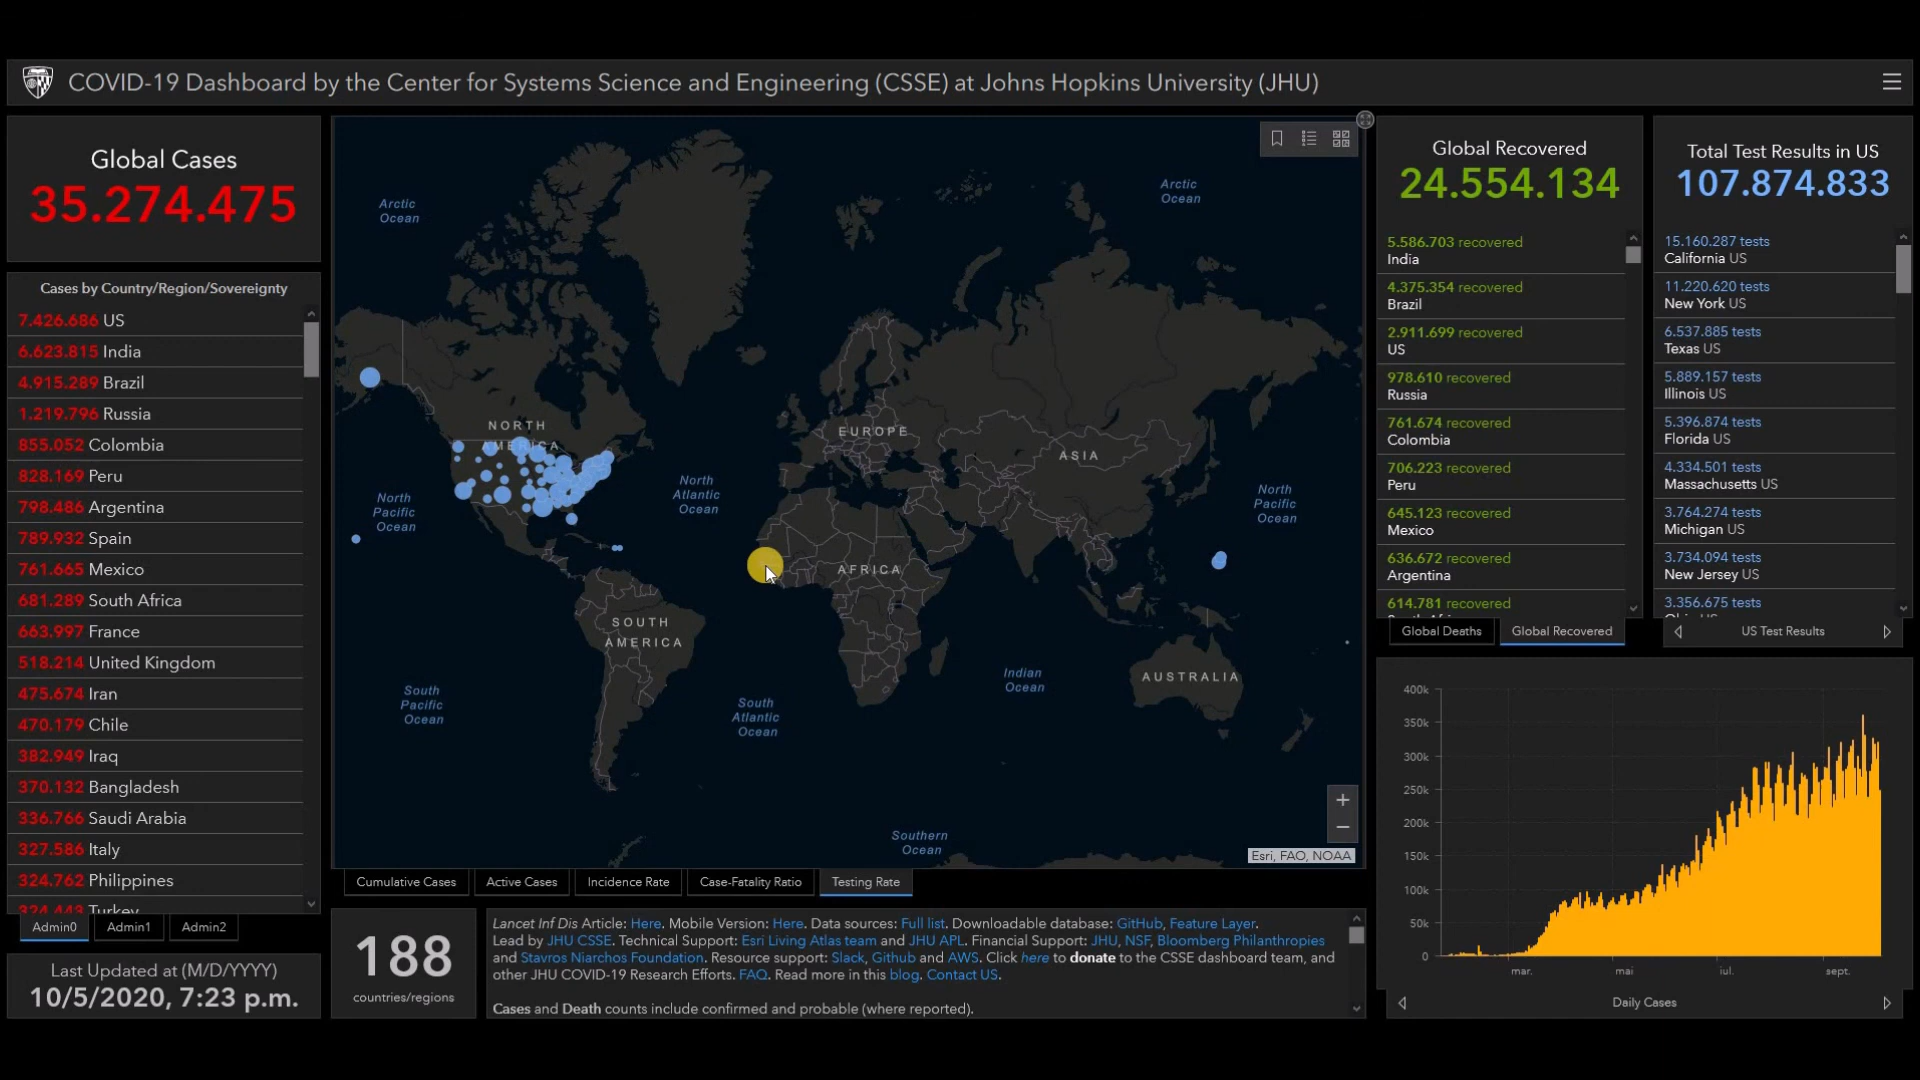 COVID-19 Dashboard by the Center for Systems Science and Engineering (CSSE) at Johns Hopkins University (JHU)
Global Cases
35.274.475
Cases by Country/Region/Sovereignty
7.426.686 US
6.623.815 India
4.915.289 Brazil
1.219.796 Russia
855.052 Colombia
828.169 Peru
798.486 Argentina
789.932 Spain
761.665 Mexico
681.289 South Africa
663.997 France
518.214 United Kingdom
475.674 Iran
470.179 Chile
382.949 Iraq
370.132 Bangladesh
336.766 Saudi Arabia
327.586 Italy
324.762 Philippines
324.443 Turkey
Admin0
Admin1
Admin2
Last Updated at (M/D/YYYY)
10/5/2020, 7:23 p.m.
Arctic
Ocean
Arctic
Ocean
NORTH
AMERICA
EUROPE
ASIA
North
Pacific
Ocean
North
Atlantic
Ocean
North
Pacific
Ocean
AFRICA
SOUTH
AMERICA
Indian
Ocean
AUSTRALIA
South
Pacific
Ocean
South
Atlantic
Ocean
Southern
Ocean
+
−
Esri, FAO, NOAA
Cumulative Cases
Active Cases
Incidence Rate
Case-Fatality Ratio
Testing Rate
188
countries/regions
Lancet Inf Dis Article: Here. Mobile Version: Here. Data sources: Full list. Downloadable database: GitHub, Feature Layer.
Lead by JHU CSSE. Technical Support: Esri Living Atlas team and JHU APL. Financial Support: JHU, NSF, Bloomberg Philanthropies
and Stavros Niarchos Foundation. Resource support: Slack, Github and AWS. Click here to donate to the CSSE dashboard team, and
other JHU COVID-19 Research Efforts. FAQ. Read more in this blog. Contact US.
Cases and Death counts include confirmed and probable (where reported).
Global Recovered
24.554.134
5.586.703 recovered
India
4.375.354 recovered
Brazil
2.911.699 recovered
US
978.610 recovered
Russia
761.674 recovered
Colombia
706.223 recovered
Peru
645.123 recovered
Mexico
636.672 recovered
Argentina
614.781 recovered
Global Deaths
Global Recovered
Total Test Results in US
107.874.833
15.160.287 tests
California US
11.220.620 tests
New York US
6.537.885 tests
Texas US
5.889.157 tests
Illinois US
5.396.874 tests
Florida US
4.334.501 tests
Massachusetts US
3.764.274 tests
Michigan US
3.734.094 tests
New Jersey US
3.356.675 tests
US Test Results
400k
350k
300k
250k
200k
150k
100k
50k
0
mar.
mai
iul.
sept.
Daily Cases